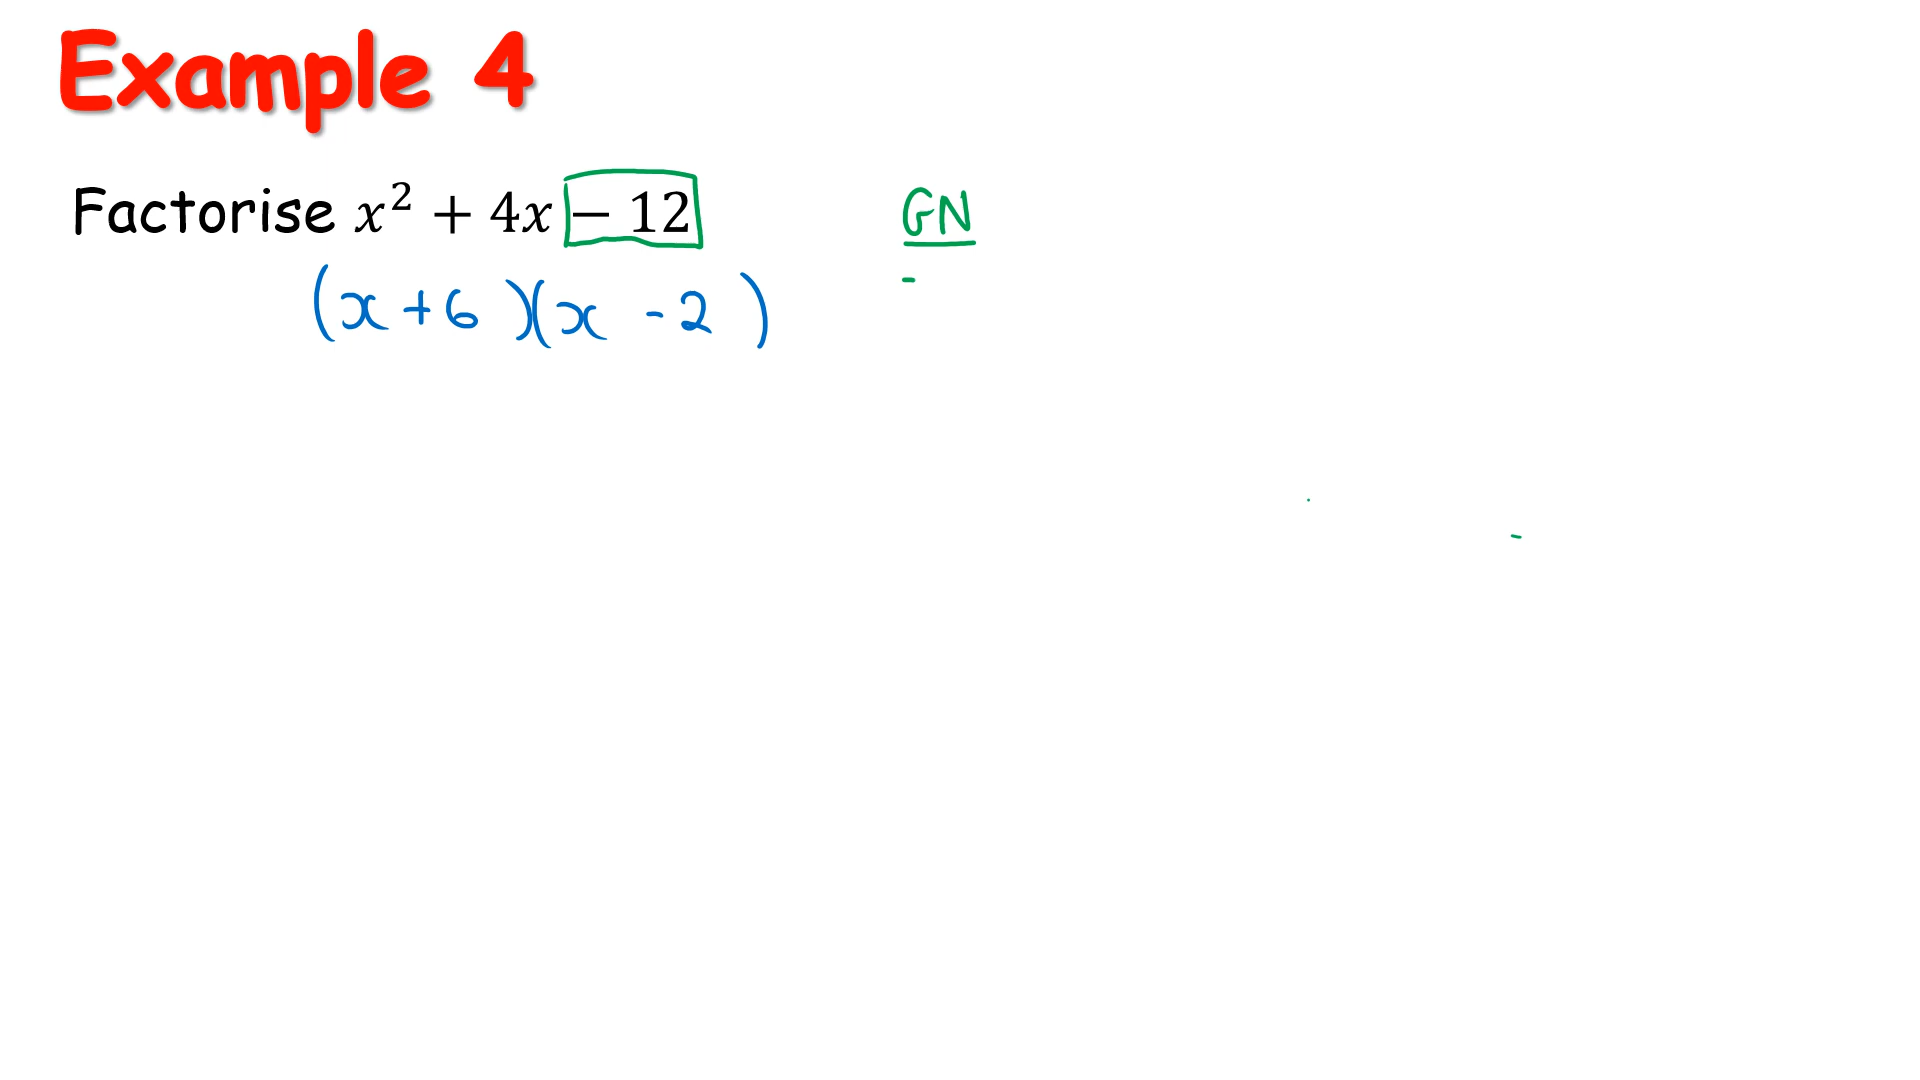 Example 4
Factorise x² + 4x − 12
GN
-
(x + 6)(x - 2)